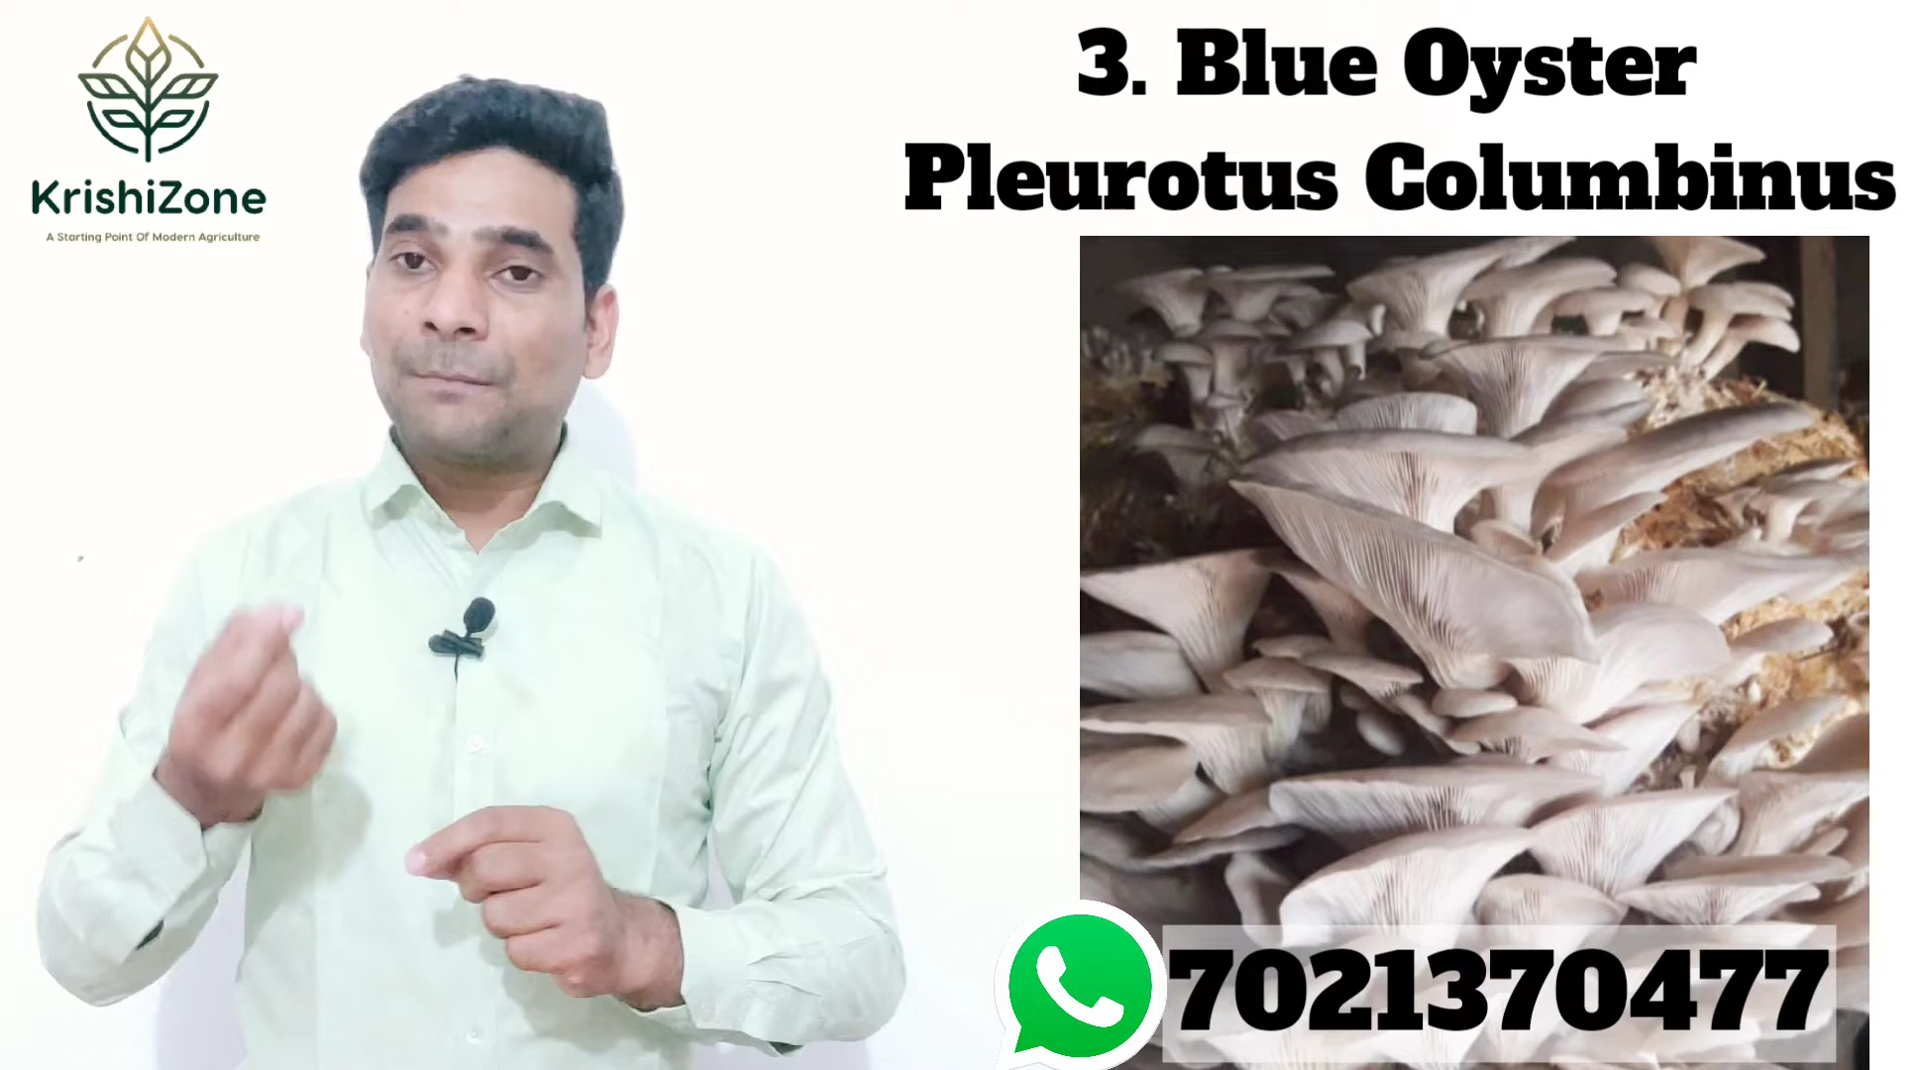 KrishiZone
A Starting Point Of Modern Agriculture
3. Blue Oyster
Pleurotus Columbinus
7021370477